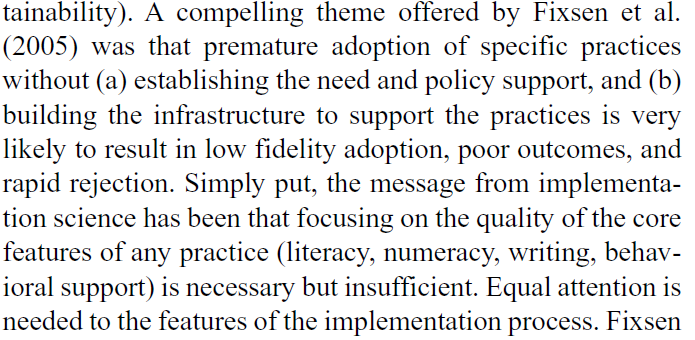 tainability). A compelling theme offered by Fixsen et al.
(2005) was that premature adoption of specific practices
without (a) establishing the need and policy support, and (b)
building the infrastructure to support the practices is very
likely to result in low fidelity adoption, poor outcomes, and
rapid rejection. Simply put, the message from implementa-
tion science has been that focusing on the quality of the core
features of any practice (literacy, numeracy, writing, behav-
ioral support) is necessary but insufficient. Equal attention is
needed to the features of the implementation process. Fixsen